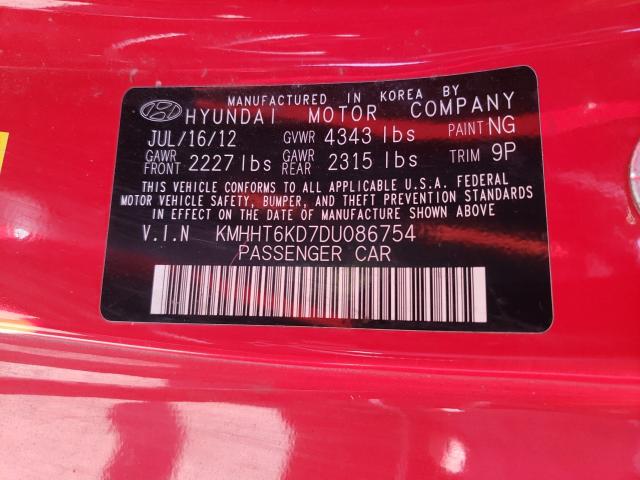 MANUFACTURED IN KOREA BY
HYUNDAI MOTOR COMPANY
JUL/16/12 GVWR 4343 lbs PAINT NG
GAWR FRONT 2227 lbs GAWR REAR 2315 lbs TRIM 9P
THIS VEHICLE CONFORMS TO ALL APPLICABLE U.S.A. FEDERAL
MOTOR VEHICLE SAFETY, BUMPER, AND THEFT PREVENTION STANDARDS
IN EFFECT ON THE DATE OF MANUFACTURE SHOWN ABOVE
V.I.N KMHHT6KD7DU086754
PASSENGER CAR